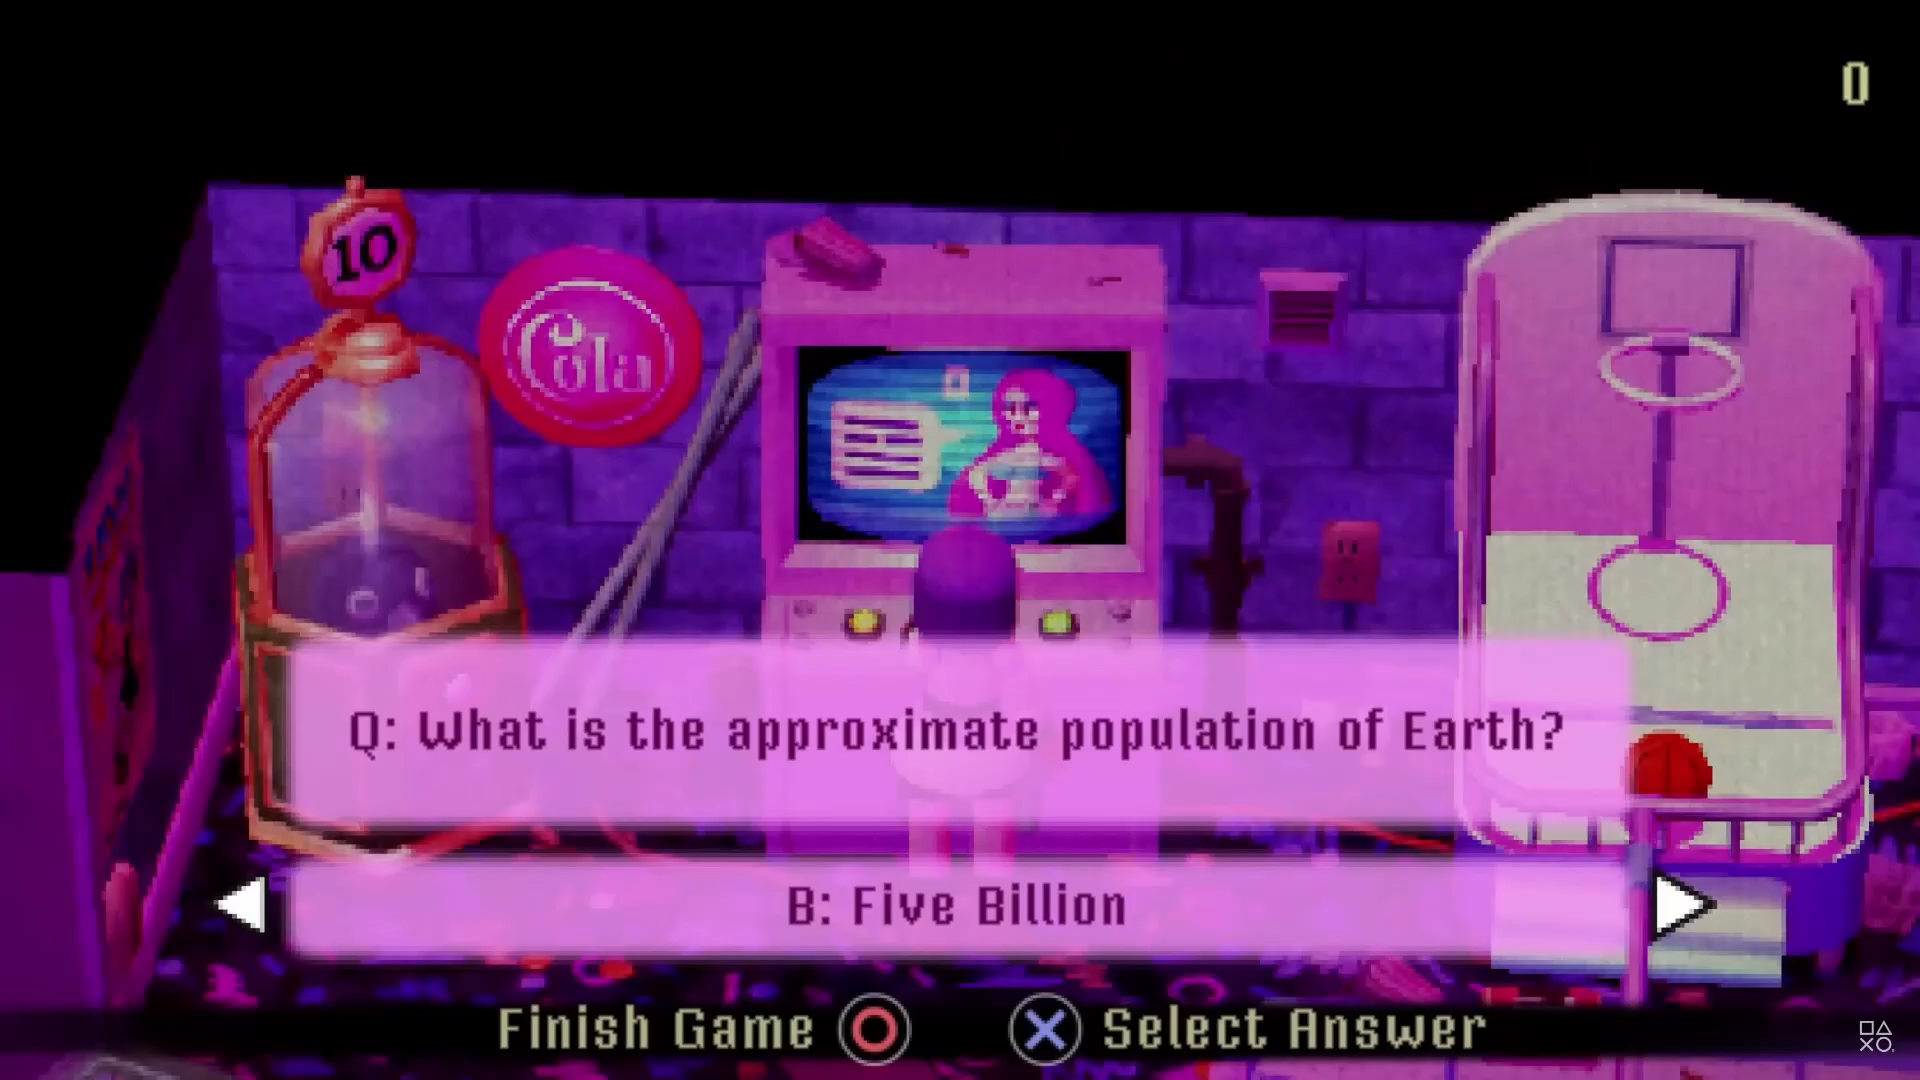 0
10
Cola
Q: What is the approximate population of Earth?
B: Five Billion
Finish Game
Select Answer